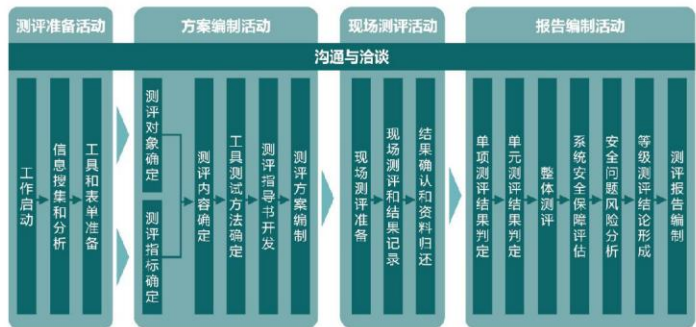 测评准备活动
方案编制活动
现场测评活动
报告编制活动
沟通与洽谈
工作启动
信息搜集和分析
工具和表单准备
测评对象确定
测评指标确定
测评内容确定
工具测试方法确定
测评指导书开发
测评方案编制
现场测评准备
现场测评和结果记录
结果确认和资料归还
单项测评结果判定
单元测评结果判定
整体测评
系统安全保障评估
安全问题风险分析
等级测评结论形成
测评报告编制